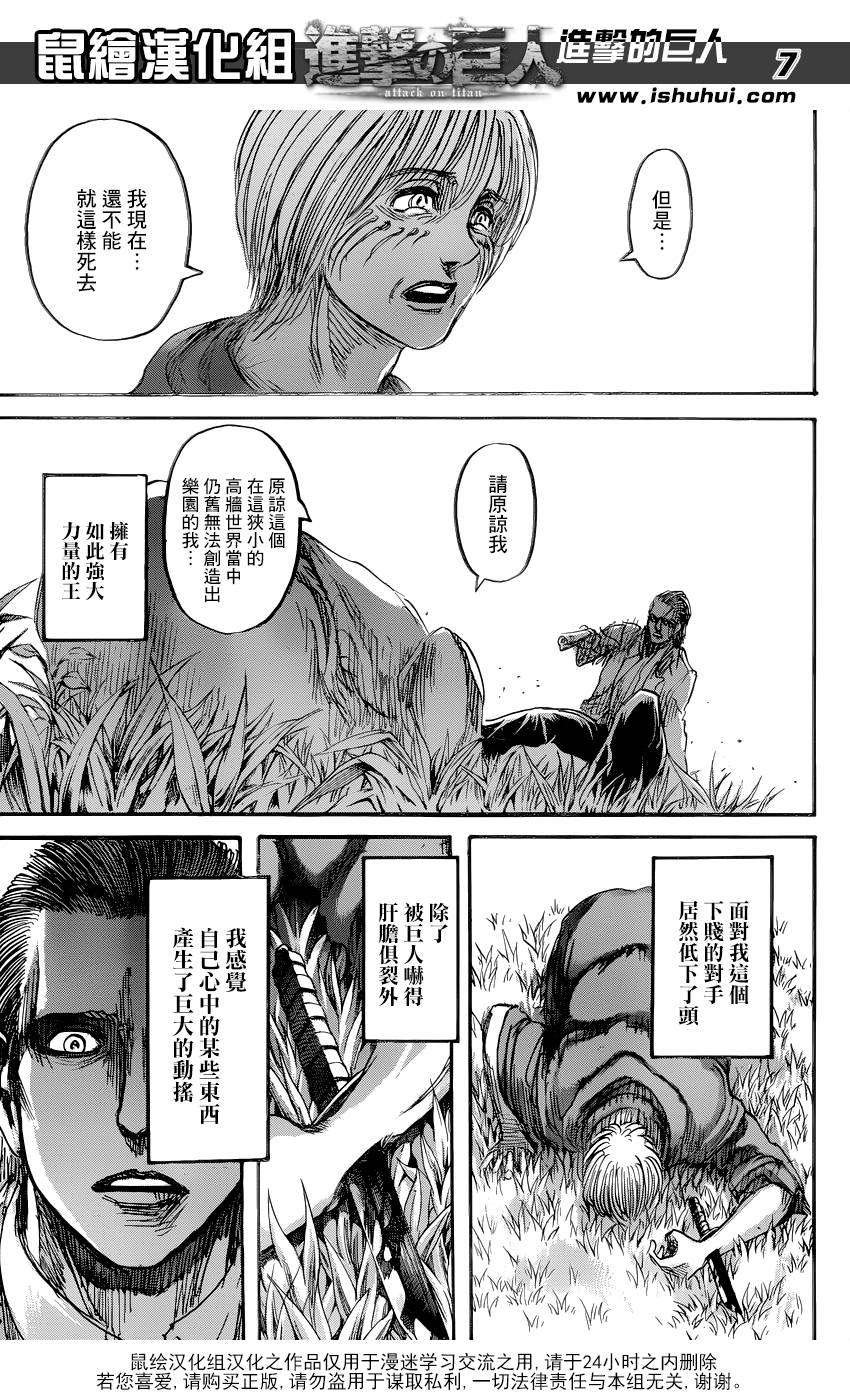 鼠繪漢化組
進撃の巨人
attack on titan
進擊的巨人
7
www.ishuhui.com
但是…
我現在…
還不能
就這樣死去
請原諒我
原諒這個
在這狹小的
高牆世界當中
仍舊無法創造出
樂園的我…
擁有
如此強大
力量的王
面對我這個
下賤的對手
居然低下了頭
除了
被巨人嚇得
肝膽俱裂外
我感覺
自己心中的某些東西
產生了巨大的動搖
鼠绘汉化组汉化之作品仅用于漫迷学习交流之用, 请于24小时之内删除
若您喜爱, 请购买正版, 请勿盗用于谋取私利, 一切法律责任与本组无关, 谢谢。